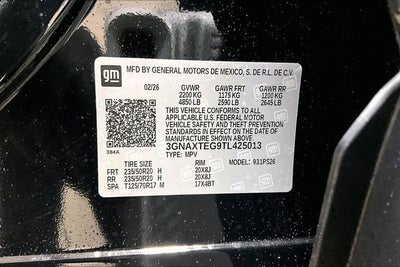 gm
MFD BY GENERAL MOTORS DE MEXICO, S. DE R.L. DE C.V.
02/26 GVWR GAWR FRT GAWR RR
2200 KG 1175 KG 1200 KG
4850 LB 2590 LB 2645 LB
THIS VEHICLE CONFORMS TO ALL
APPLICABLE U.S. FEDERAL MOTOR
VEHICLE SAFETY AND THEFT
PREVENTION STANDARDS IN EFFECT
ON THE DATE OF MANUFACTURE
SHOWN ABOVE.
3GNAXTEG9TL425013
384A TYPE: MPV MODEL: 931PS26
TIRE SIZE RIM
FRT 235/50R20 H 20X8J
RR 235/50R20 H 20X8J
SPA T125/70R17 M 17X4BT